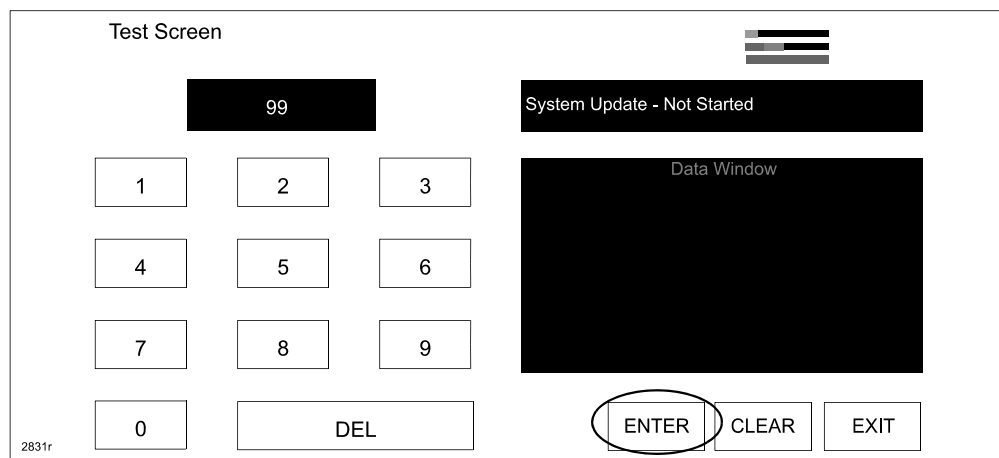 Test Screen
99
System Update - Not Started
1 2 3
Data Window
4 5 6
7 8 9
0 DEL
ENTER CLEAR EXIT
2831r